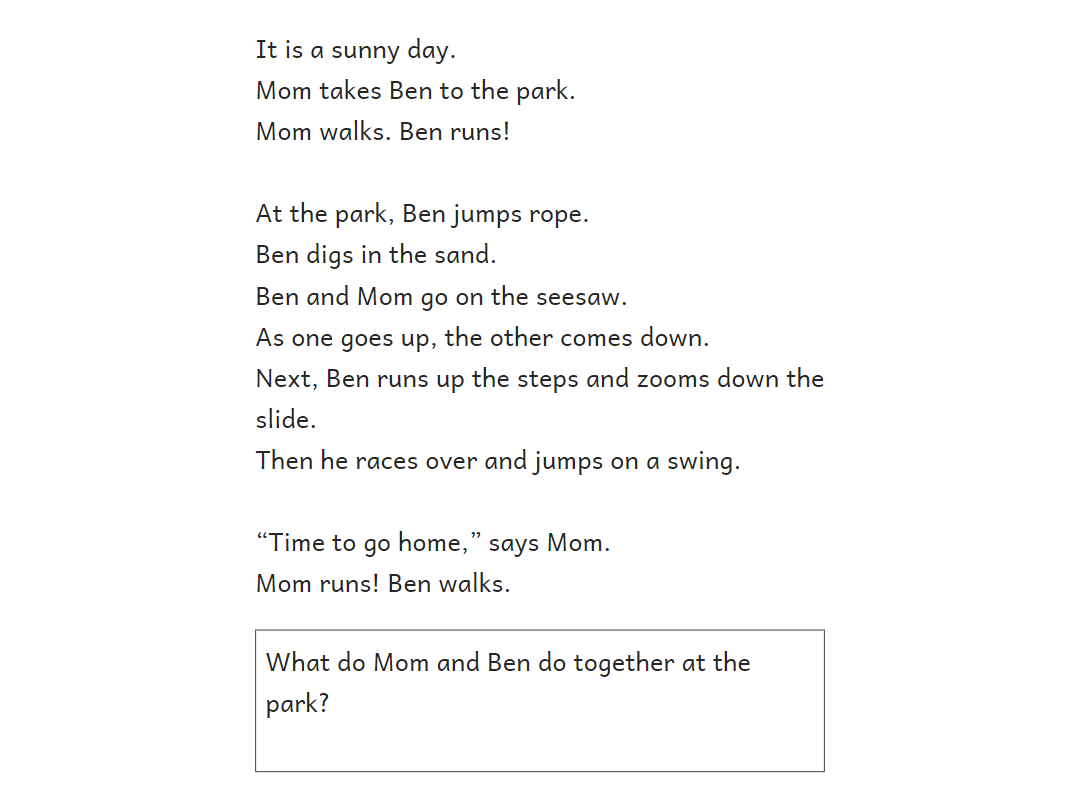 It is a sunny day.
Mom takes Ben to the park.
Mom walks. Ben runs!
At the park, Ben jumps rope.
Ben digs in the sand.
Ben and Mom go on the seesaw.
As one goes up, the other comes down.
Next, Ben runs up the steps and zooms down the
slide.
Then he races over and jumps on a swing.
“Time to go home,” says Mom.
Mom runs! Ben walks.
What do Mom and Ben do together at the
park?